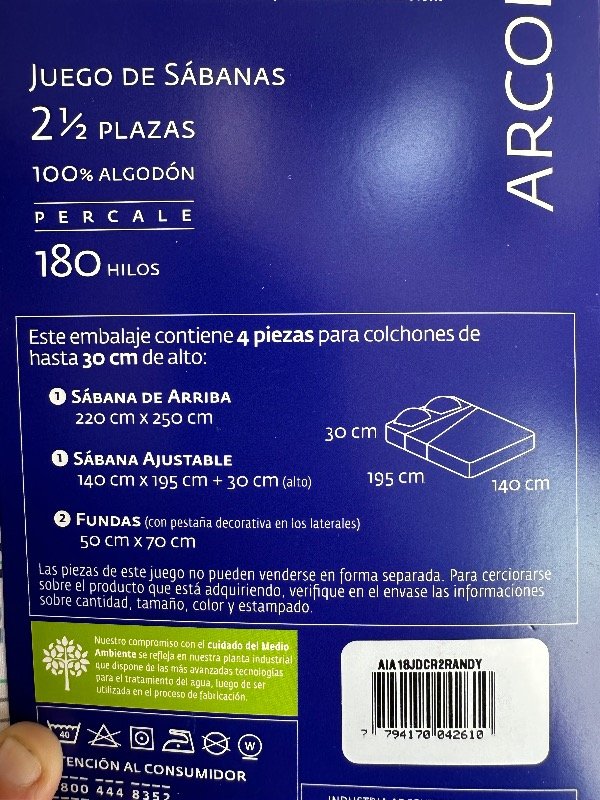 JUEGO DE SÁBANAS
2½ PLAZAS
100% ALGODÓN
PERCALE
180 HILOS
Este embalaje contiene 4 piezas para colchones de
hasta 30 cm de alto:
1 SÁBANA DE ARRIBA
220 cm x 250 cm
1 SÁBANA AJUSTABLE
140 cm x 195 cm + 30 cm (alto)
2 FUNDAS (con pestaña decorativa en los laterales)
50 cm x 70 cm
30 cm
195 cm
140 cm
Las piezas de este juego no pueden venderse en forma separada. Para cerciorarse
sobre el producto que está adquiriendo, verifique en el envase las informaciones
sobre cantidad, tamaño, color y estampado.
Nuestro compromiso con el cuidado del Medio
Ambiente se refleja en nuestra planta industrial
que dispone de las más avanzadas tecnologías
para el tratamiento del agua, luego de ser
utilizada en el proceso de fabricación.
AIA18JDCR2RANDY
7 794170 042610
40
W
TENCIÓN AL CONSUMIDOR
800 444 8352